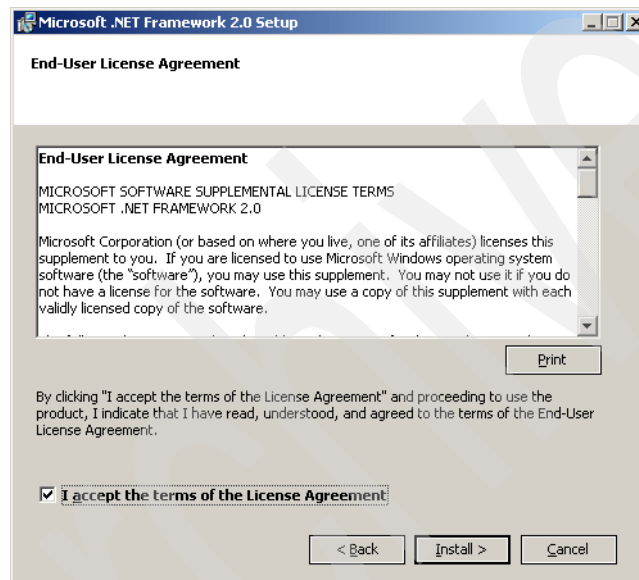 Microsoft .NET Framework 2.0 Setup
End-User License Agreement
End-User License Agreement
MICROSOFT SOFTWARE SUPPLEMENTAL LICENSE TERMS
MICROSOFT .NET FRAMEWORK 2.0
Microsoft Corporation (or based on where you live, one of its affiliates) licenses this
supplement to you.  If you are licensed to use Microsoft Windows operating system
software (the "software"), you may use this supplement.  You may not use it if you do
not have a license for the software.  You may use a copy of this supplement with each
validly licensed copy of the software.
Print
By clicking "I accept the terms of the License Agreement" and proceeding to use the
product, I indicate that I have read, understood, and agreed to the terms of the End-User
License Agreement.
I accept the terms of the License Agreement
< Back Install > Cancel